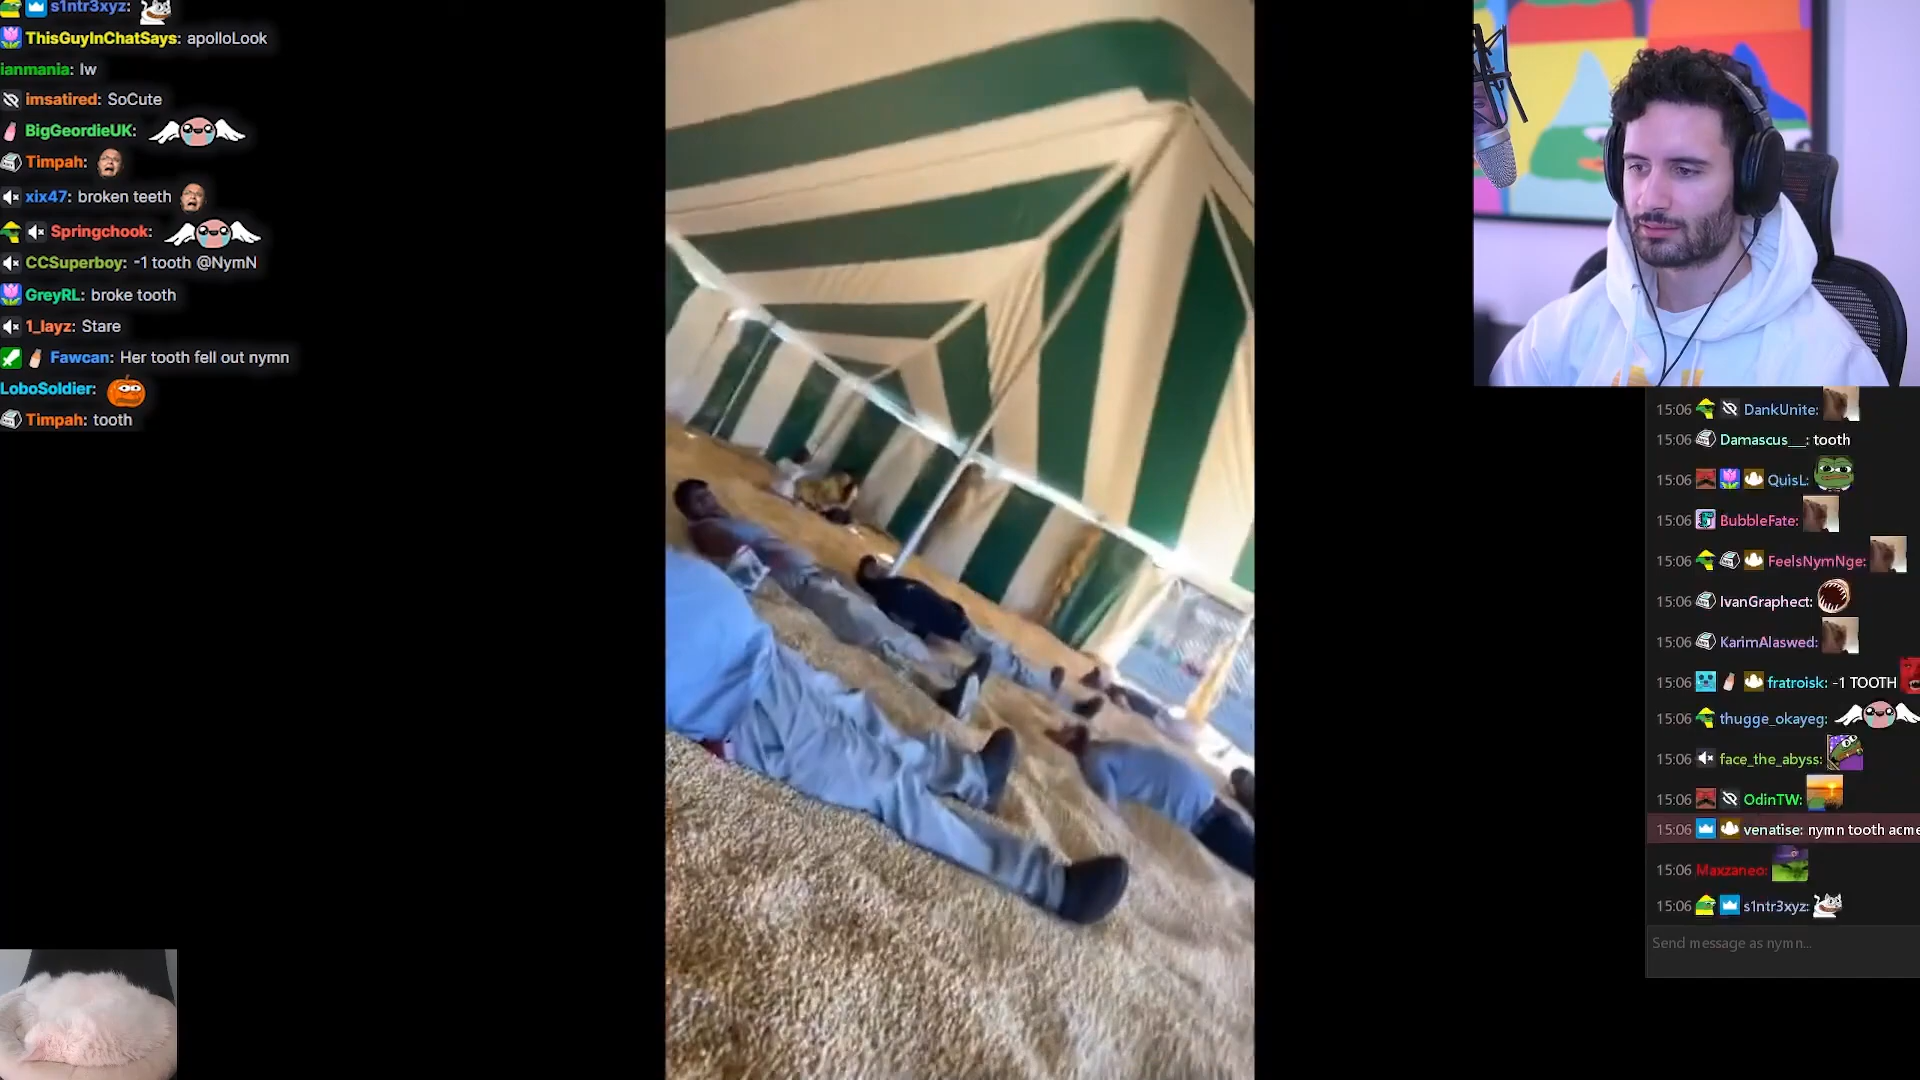 s1ntr3xyz:
ThisGuyInChatSays: apolloLook
ianmania: lw
imsatired: SoCute
BigGeordieUK:
Timpah:
xix47: broken teeth
Springchook:
CCSuperboy: -1 tooth @NymN
GreyRL: broke tooth
1_layz: Stare
Fawcan: Her tooth fell out nymn
LoboSoldier:
Timpah: tooth
15:06 DankUnite:
15:06 Damascus__: tooth
15:06 QuisL:
15:06 BubbleFate:
15:06 FeelsNymNge:
15:06 IvanGraphect:
15:06 KarimAlaswed:
15:06 fratroisk: -1 TOOTH
15:06 thugge_okayeg:
15:06 face_the_abyss:
15:06 OdinTW:
15:06 venatise: nymn tooth acme
15:06 Maxzaneo:
15:06 s1ntr3xyz:
Send message as nymn...